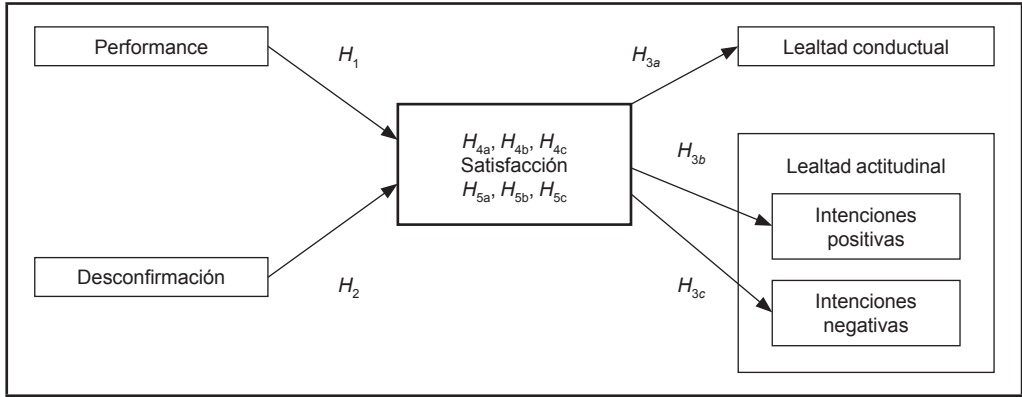 Performance
H1
H3a
Lealtad conductual
H4a, H4b, H4c
Satisfacción
H5a, H5b, H5c
H3b
Lealtad actitudinal
Intenciones
positivas
Desconfirmación
H2
H3c
Intenciones
negativas